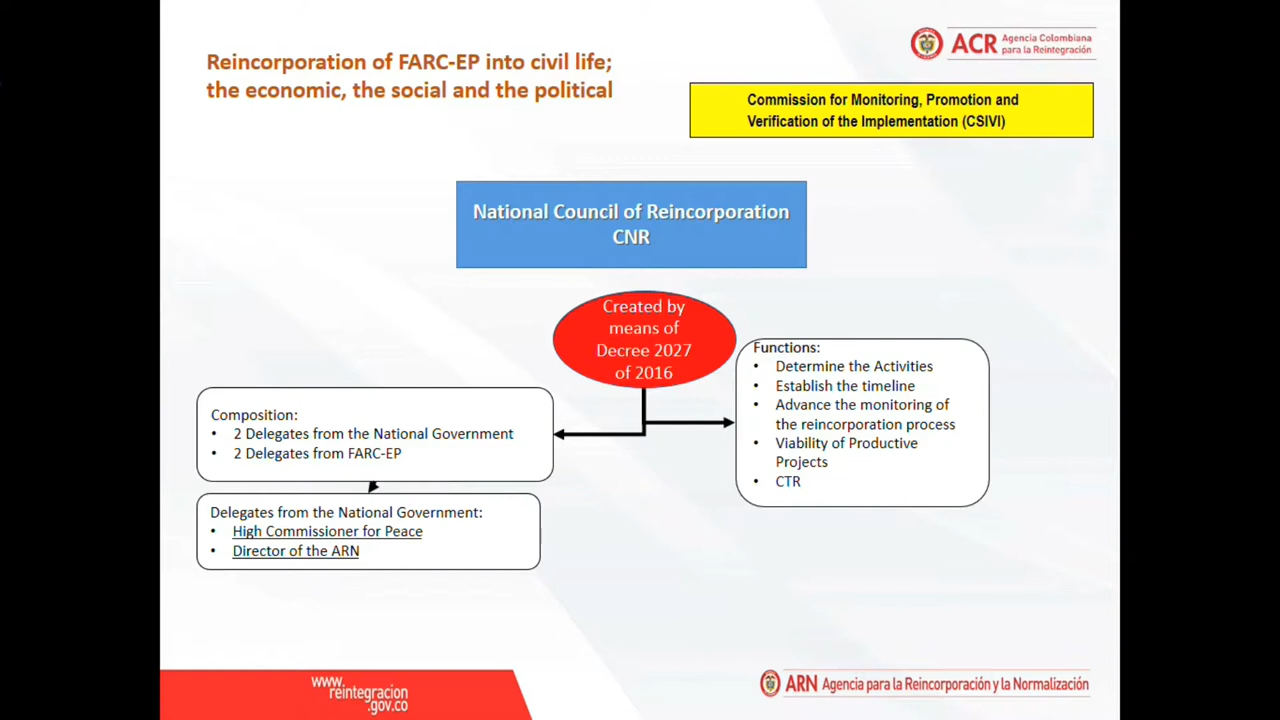 Reincorporation of FARC-EP into civil life;
the economic, the social and the political
ACR Agencia Colombiana
para la Reintegración
Commission for Monitoring, Promotion and
Verification of the Implementation (CSIVI)
National Council of Reincorporation
CNR
Created by
means of
Decree 2027
of 2016
Functions:
• Determine the Activities
• Establish the timeline
• Advance the monitoring of
the reincorporation process
• Viability of Productive
Projects
• CTR
Composition:
• 2 Delegates from the National Government
• 2 Delegates from FARC-EP
Delegates from the National Government:
• High Commissioner for Peace
• Director of the ARN
www.
reintegracion
.gov.co
ARN Agencia para la Reincorporación y la Normalización